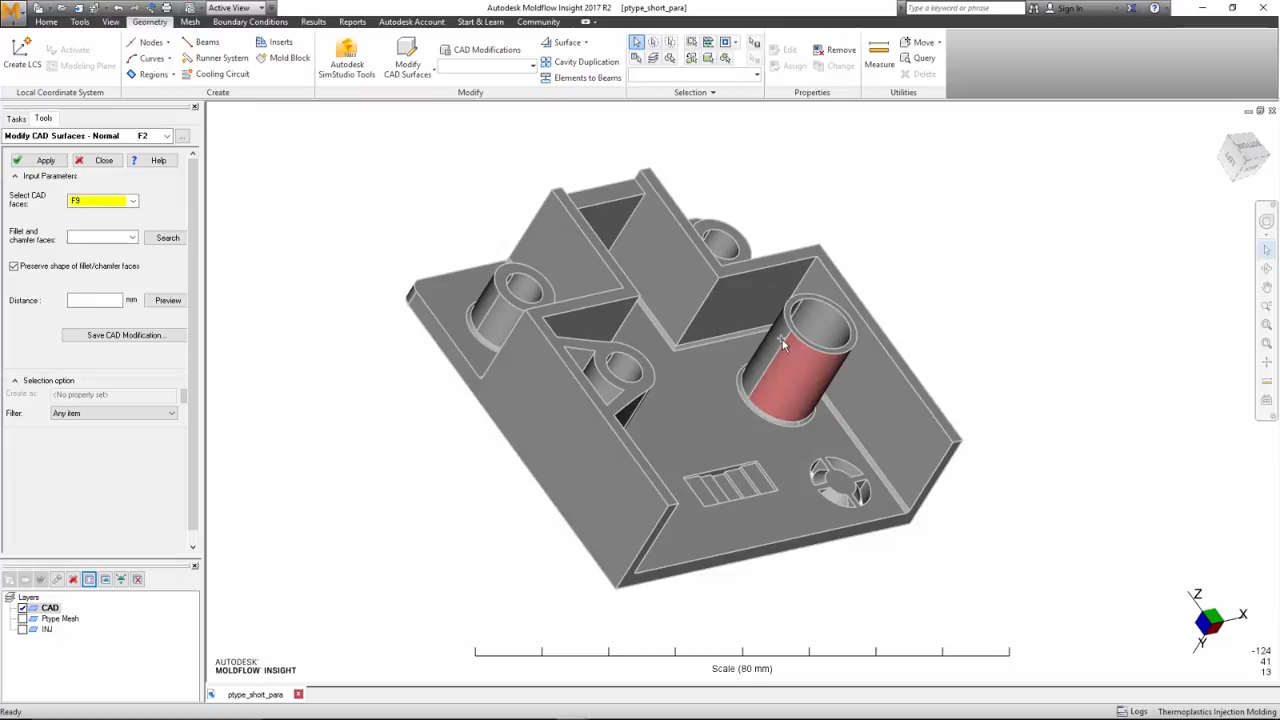 Active View
Autodesk Moldflow Insight 2017 R2 [ptype_short_para]
Type a keyword or phrase
Sign In
Home
Tools
View
Geometry
Mesh
Boundary Conditions
Results
Reports
Autodesk Account
Start & Learn
Community
Create LCS
Activate
Modeling Plane
Local Coordinate System
Nodes
Curves
Regions
Beams
Runner System
Cooling Circuit
Inserts
Mold Block
Create
Autodesk
SimStudio Tools
Modify
CAD Surfaces
CAD Modifications
Surface
Cavity Duplication
Elements to Beams
Modify
Selection
Edit
Assign
Remove
Change
Properties
Measure
Move
Query
Delete
Utilities
Tasks
Tools
Modify CAD Surfaces - Normal F2
...
Apply
Close
? Help
Input Parameters
Select CAD
faces:
F9
Fillet and
chamfer faces:
Search
Preserve shape of fillet/chamfer faces
Distance :
mm
Preview
Save CAD Modification...
Selection option
Create as:
<No property set>
Filter:
Any item
Layers
CAD
Ptype Mesh
INJ
Z
X
Y
-124
41
13
AUTODESK®
MOLDFLOW® INSIGHT
Scale (80 mm)
ptype_short_para
Ready
Logs
Thermoplastics Injection Molding